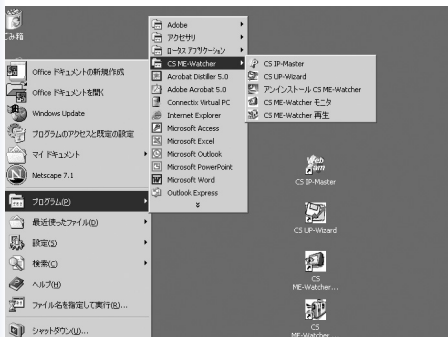 ごみ箱
Office ドキュメントの新規作成
Office ドキュメントを開く
Windows Update
プログラムのアクセスと既定の設定
マイ ドキュメント
Netscape 7.1
プログラム(P)
最近使ったファイル(D)
設定(S)
検索(C)
ヘルプ(H)
ファイル名を指定して実行(R)...
シャットダウン(U)...
Adobe
アクセサリ
ロータス アプリケーション
CS ME-Watcher
Acrobat Distiller 5.0
Adobe Acrobat 5.0
Connectix Virtual PC
Internet Explorer
Microsoft Access
Microsoft Excel
Microsoft Outlook
Microsoft PowerPoint
Microsoft Word
Outlook Express
CS IP-Master
CS UP-Wizard
アンインストール CS ME-Watcher
CS ME-Watcher モニタ
CS ME-Watcher 再生
Web
Cam
CS IP-Master
CS UP-Wizard
CS
ME-Watcher...
CS
ME-Watcher